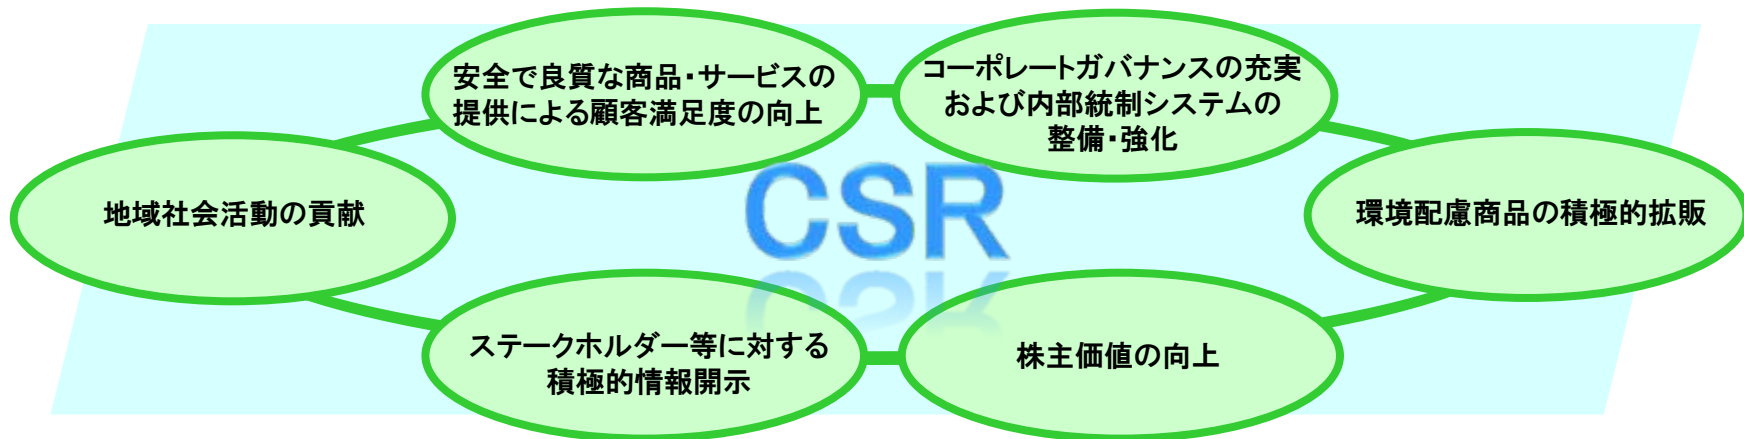 安全で良質な商品・サービスの
提供による顧客満足度の向上
コーポレートガバナンスの充実
および内部統制システムの
整備・強化
地域社会活動の貢献
CSR
環境配慮商品の積極的拡販
ステークホルダー等に対する
積極的情報開示
株主価値の向上